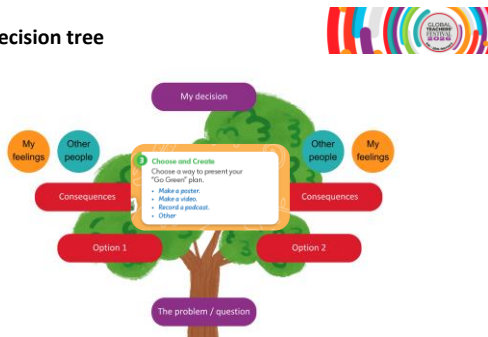 ecision tree
GLOBAL
TEACHERS'
FESTIVAL
2026
My decision
My
feelings
Other
people
Other
people
My
feelings
3 Choose and Create
Choose a way to present your
"Go Green" plan.
• Make a poster.
• Make a video.
• Record a podcast.
• Other
Consequences
Consequences
Option 1
Option 2
The problem / question